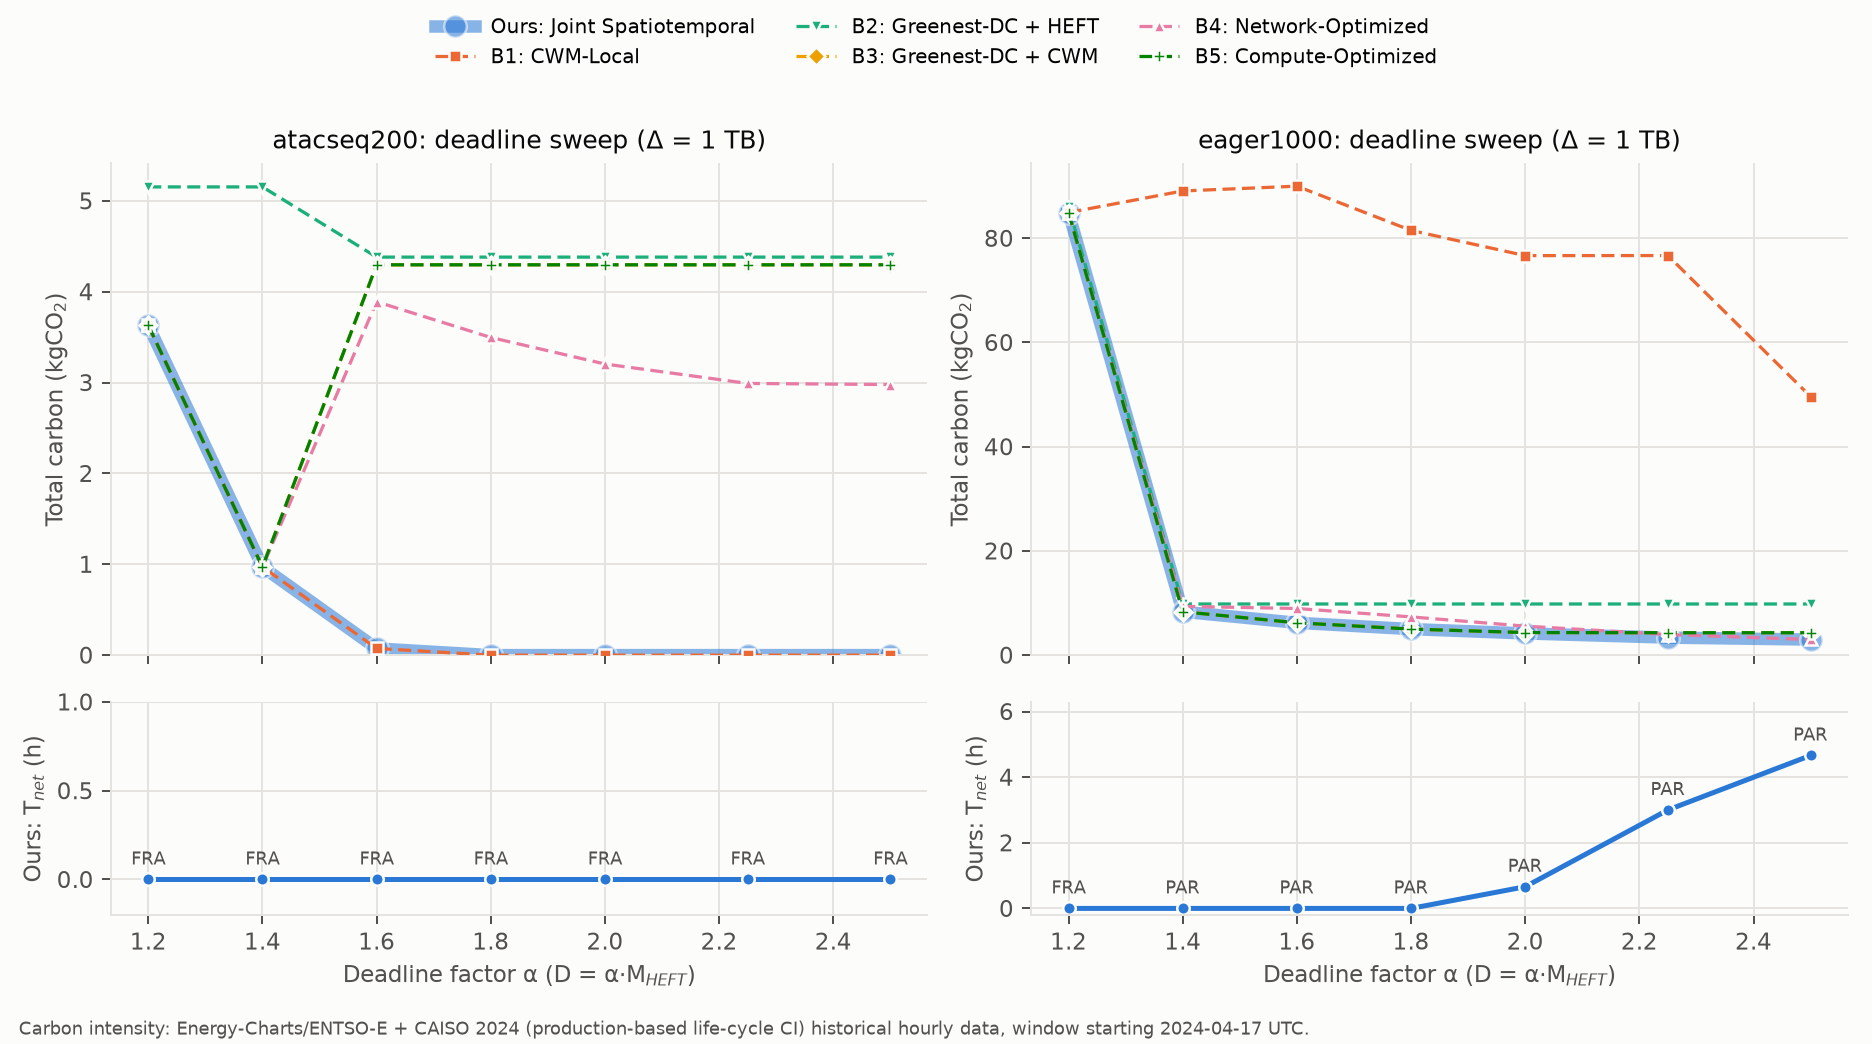 Ours: Joint Spatiotemporal
B1: CWM-Local
B2: Greenest-DC + HEFT
B3: Greenest-DC + CWM
B4: Network-Optimized
B5: Compute-Optimized
atacseq200: deadline sweep (Δ = 1 TB)
Total carbon (kgCO₂)
5
4
3
2
1
0
eager1000: deadline sweep (Δ = 1 TB)
Total carbon (kgCO₂)
80
60
40
20
0
Ours: Tnet (h)
1.0
0.5
0.0
FRA FRA FRA FRA FRA FRA FRA
1.2 1.4 1.6 1.8 2.0 2.2 2.4
Deadline factor α (D = α·MHEFT)
Ours: Tnet (h)
6
4
2
0
FRA PAR PAR PAR PAR PAR PAR
1.2 1.4 1.6 1.8 2.0 2.2 2.4
Deadline factor α (D = α·MHEFT)
Carbon intensity: Energy-Charts/ENTSO-E + CAISO 2024 (production-based life-cycle CI) historical hourly data, window starting 2024-04-17 UTC.